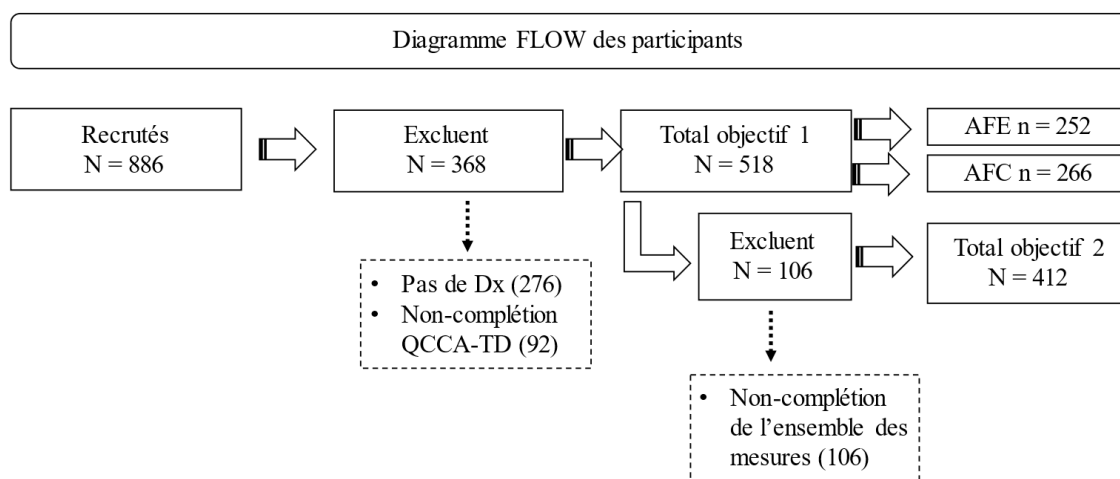 Diagramme FLOW des participants
Recrutés
N = 886
Excluent
N = 368
Total objectif 1
N = 518
AFE n = 252
AFC n = 266
Excluent
N = 106
Total objectif 2
N = 412
• Pas de Dx (276)
• Non-complétion
QCCA-TD (92)
• Non-complétion
de l’ensemble des
mesures (106)